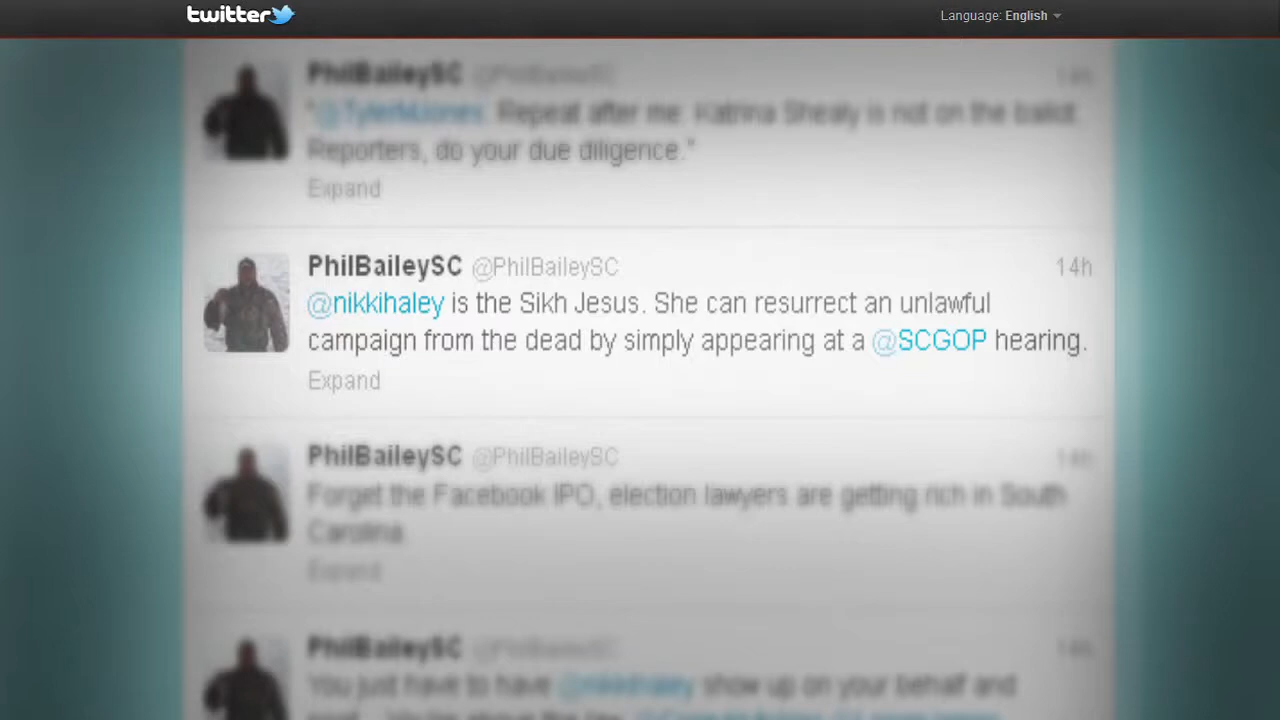 twitter
Language: English
PhilBaileySC @PhilBaileySC 14h
"@TylerMJones: Repeat after me: Katrina Shealy is not on the ballot.
Reporters, do your due diligence."
Expand
PhilBaileySC @PhilBaileySC 14h
@nikkihaley is the Sikh Jesus. She can resurrect an unlawful
campaign from the dead by simply appearing at a @SCGOP hearing.
Expand
PhilBaileySC @PhilBaileySC 14h
Forget the Facebook IPO, election lawyers are getting rich in South
Carolina.
Expand
PhilBaileySC @PhilBaileySC 14h
You just have to have @nikkihaley show up on your behalf and